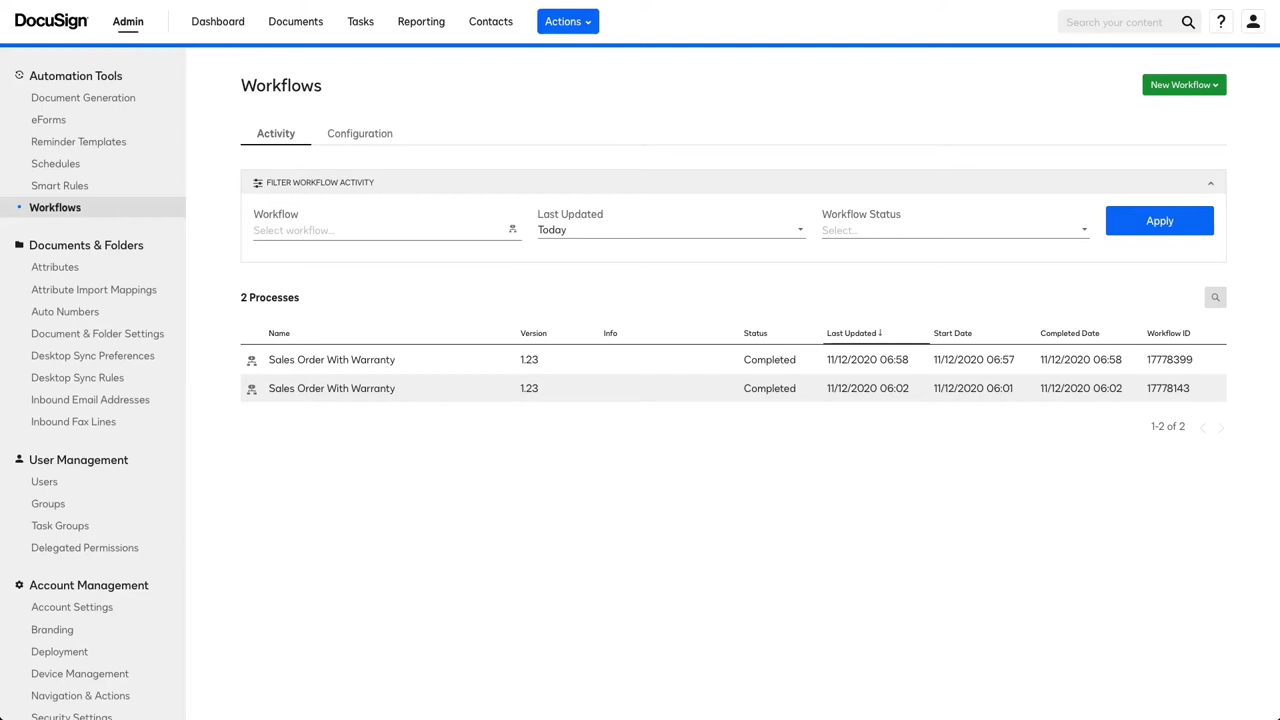 DocuSign
Admin
Dashboard
Documents
Tasks
Reporting
Contacts
Actions
Search your content
?
Automation Tools
Document Generation
eForms
Reminder Templates
Schedules
Smart Rules
Workflows
Documents & Folders
Attributes
Attribute Import Mappings
Auto Numbers
Document & Folder Settings
Desktop Sync Preferences
Desktop Sync Rules
Inbound Email Addresses
Inbound Fax Lines
User Management
Users
Groups
Task Groups
Delegated Permissions
Account Management
Account Settings
Branding
Deployment
Device Management
Navigation & Actions
Security Settings
Workflows
New Workflow
Activity
Configuration
FILTER WORKFLOW ACTIVITY
Workflow
Select workflow...
Last Updated
Today
Workflow Status
Select...
Apply
2 Processes
Name Version Info Status Last Updated ↓ Start Date Completed Date Workflow ID
Sales Order With Warranty 1.23 Completed 11/12/2020 06:58 11/12/2020 06:57 11/12/2020 06:58 17778399
Sales Order With Warranty 1.23 Completed 11/12/2020 06:02 11/12/2020 06:01 11/12/2020 06:02 17778143
1-2 of 2